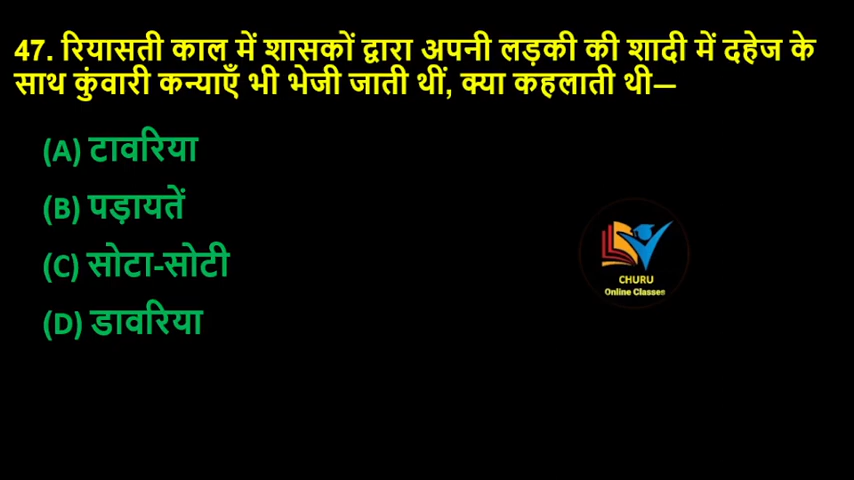 47. रियासती काल में शासकों द्वारा अपनी लड़की की शादी में दहेज के
साथ कुंवारी कन्याएँ भी भेजी जाती थीं, क्या कहलाती थी—
(A) टावरिया
(B) पड़ायतें
(C) सोटा-सोटी
(D) डावरिया
CHURU
Online Classes